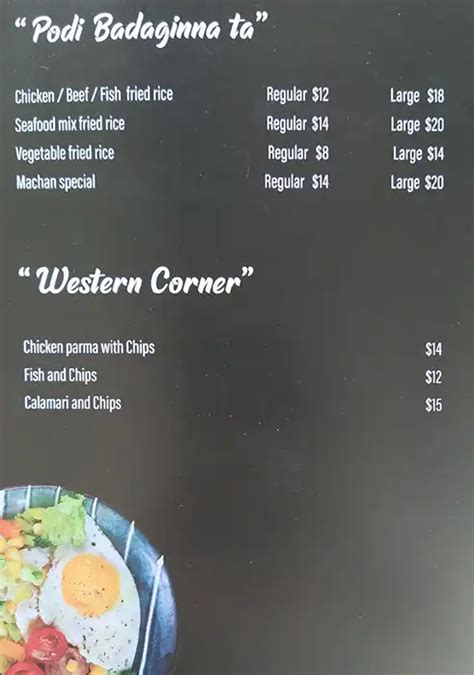 “Podi Badaginna ta”
Chicken / Beef / Fish fried rice Regular $12 Large $18
Seafood mix fried rice Regular $14 Large $20
Vegetable fried rice Regular $8 Large $14
Machan special Regular $14 Large $20
“Western Corner”
Chicken parma with Chips $14
Fish and Chips $12
Calamari and Chips $15